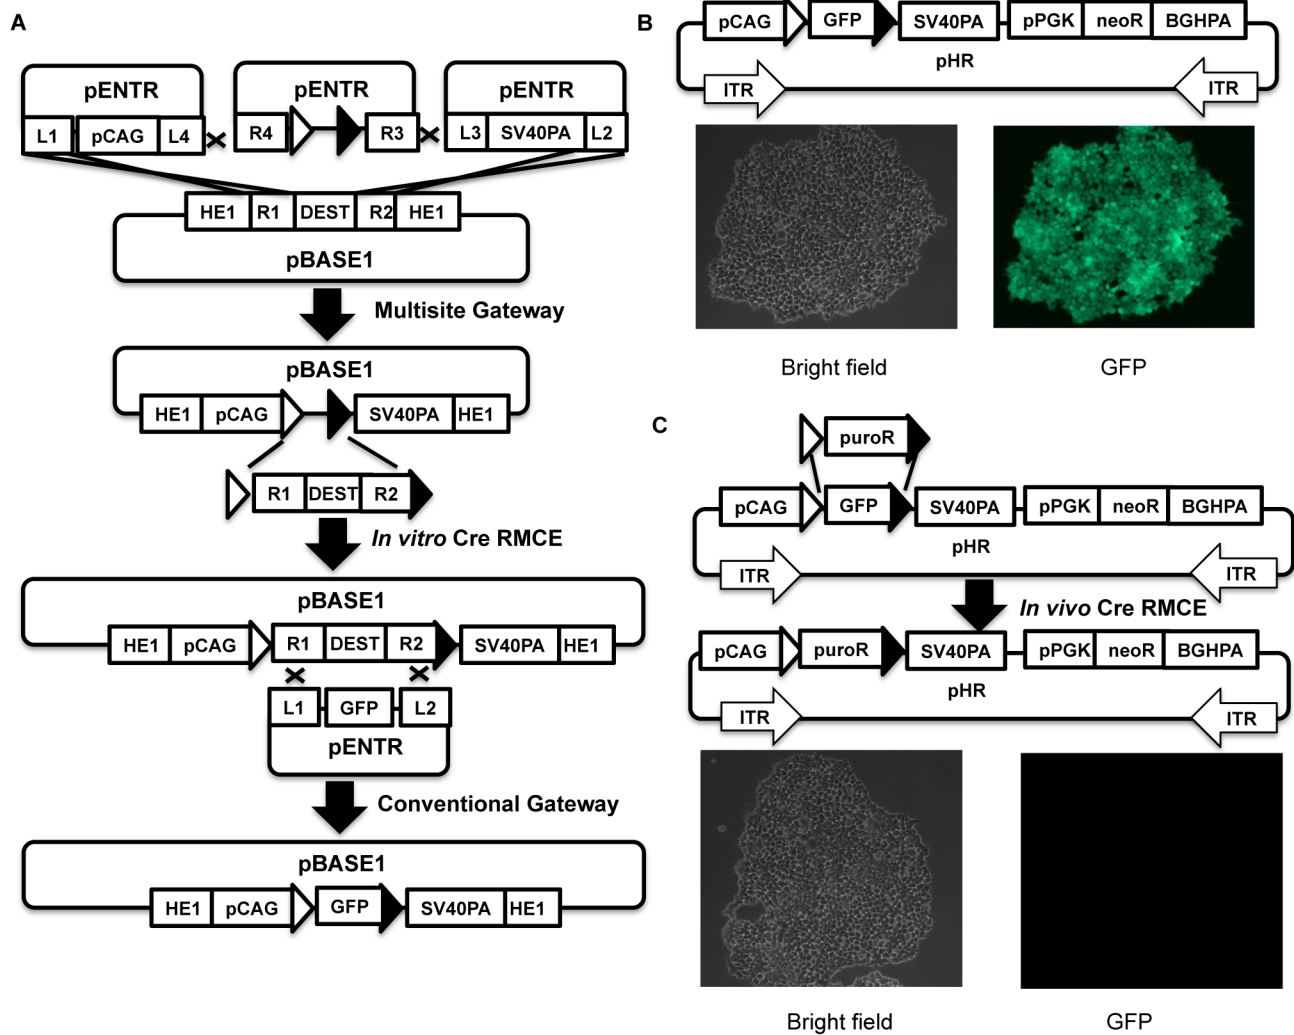 A
pENTR
pENTR
pENTR
L1 pCAG L4
R4 R3
L3 SV40PA L2
HE1 R1 DEST R2 HE1
pBASE1
Multisite Gateway
pBASE1
HE1 pCAG SV40PA HE1
R1 DEST R2
In vitro Cre RMCE
pBASE1
HE1 pCAG R1 DEST R2 SV40PA HE1
L1 GFP L2
pENTR
Conventional Gateway
pBASE1
HE1 pCAG GFP SV40PA HE1
B
pCAG GFP SV40PA pPGK neoR BGHPA
pHR
ITR ITR
Bright field
GFP
C
puroR
pCAG GFP SV40PA pPGK neoR BGHPA
pHR
ITR ITR
In vivo Cre RMCE
pCAG puroR SV40PA pPGK neoR BGHPA
pHR
ITR ITR
Bright field
GFP